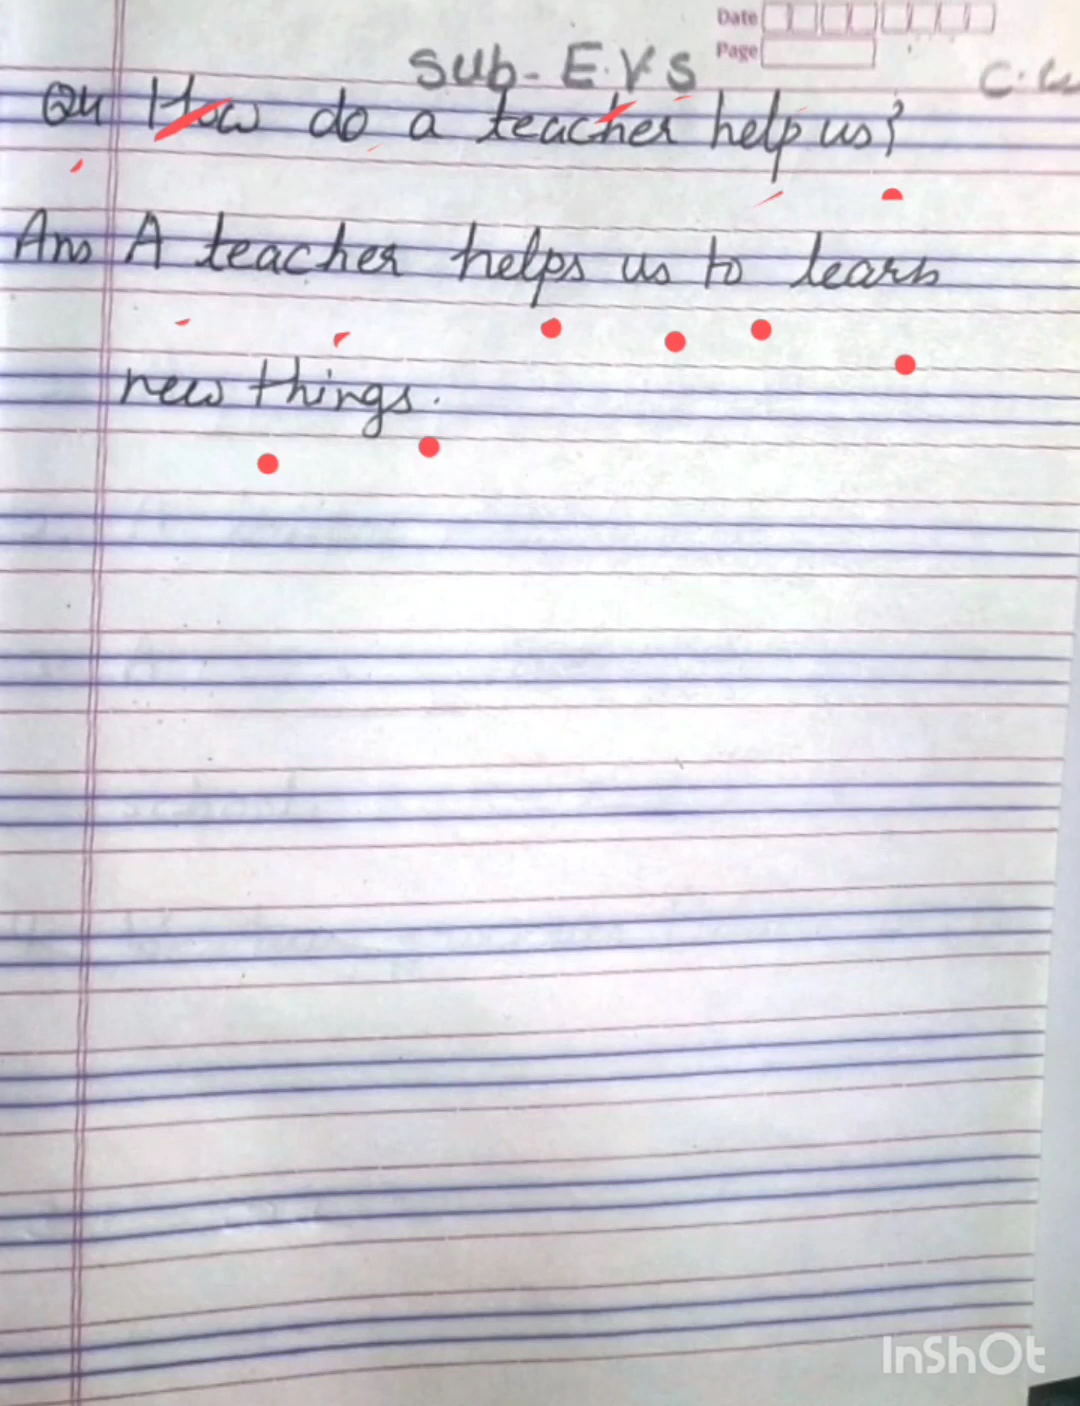 Date
Page
Sub- E.V.S
Q4 How do a teacher help us?
Ans A teacher helps us to learn
new things.
InShOt